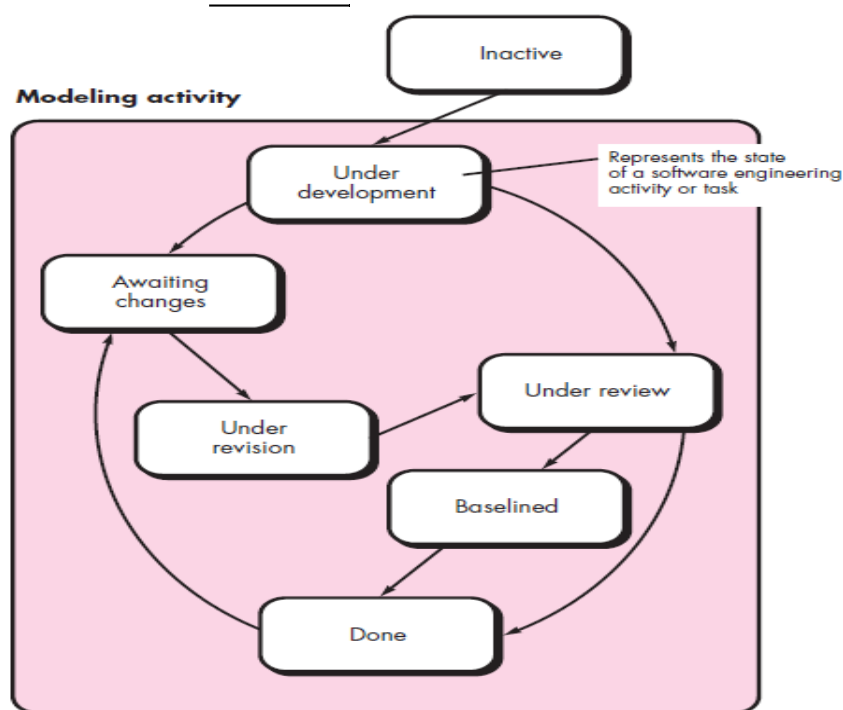 Inactive
Modeling activity
Under
development
Represents the state
of a software engineering
activity or task
Awaiting
changes
Under review
Under
revision
Baselined
Done